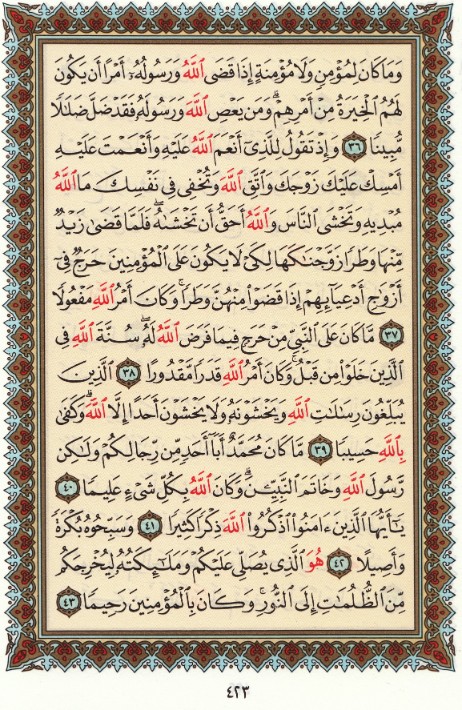 وَمَا كَانَ لِمُؤْمِنٍ وَلَا مُؤْمِنَةٍ إِذَا قَضَى ٱللَّهُ وَرَسُولُهُۥٓ أَمْرًا أَن يَكُونَ
لَهُمُ ٱلْخِيَرَةُ مِنْ أَمْرِهِمْ ۗ وَمَن يَعْصِ ٱللَّهَ وَرَسُولَهُۥ فَقَدْ ضَلَّ ضَلَٰلًا
مُّبِينًا ٣٦ وَإِذْ تَقُولُ لِلَّذِىٓ أَنْعَمَ ٱللَّهُ عَلَيْهِ وَأَنْعَمْتَ عَلَيْهِ
أَمْسِكْ عَلَيْكَ زَوْجَكَ وَٱتَّقِ ٱللَّهَ وَتُخْفِى فِى نَفْسِكَ مَا ٱللَّهُ
مُبْدِيهِ وَتَخْشَى ٱلنَّاسَ وَٱللَّهُ أَحَقُّ أَن تَخْشَىٰهُ ۖ فَلَمَّا قَضَىٰ زَيْدٌ
مِّنْهَا وَطَرًا زَوَّجْنَٰكَهَا لِكَىْ لَا يَكُونَ عَلَى ٱلْمُؤْمِنِينَ حَرَجٌ فِىٓ
أَزْوَٰجِ أَدْعِيَآئِهِمْ إِذَا قَضَوْا۟ مِنْهُنَّ وَطَرًا ۚ وَكَانَ أَمْرُ ٱللَّهِ مَفْعُولًا
٣٧ مَّا كَانَ عَلَى ٱلنَّبِىِّ مِنْ حَرَجٍ فِيمَا فَرَضَ ٱللَّهُ لَهُۥ ۖ سُنَّةَ ٱللَّهِ فِى
ٱلَّذِينَ خَلَوْا۟ مِن قَبْلُ ۚ وَكَانَ أَمْرُ ٱللَّهِ قَدَرًا مَّقْدُورًا ٣٨ ٱلَّذِينَ
يُبَلِّغُونَ رِسَٰلَٰتِ ٱللَّهِ وَيَخْشَوْنَهُۥ وَلَا يَخْشَوْنَ أَحَدًا إِلَّا ٱللَّهَ ۗ وَكَفَىٰ
بِٱللَّهِ حَسِيبًا ٣٩ مَّا كَانَ مُحَمَّدٌ أَبَآ أَحَدٍ مِّن رِّجَالِكُمْ وَلَٰكِن
رَّسُولَ ٱللَّهِ وَخَاتَمَ ٱلنَّبِيِّۦنَ ۗ وَكَانَ ٱللَّهُ بِكُلِّ شَىْءٍ عَلِيمًا ٤٠
يَٰٓأَيُّهَا ٱلَّذِينَ ءَامَنُوا۟ ٱذْكُرُوا۟ ٱللَّهَ ذِكْرًا كَثِيرًا ٤١ وَسَبِّحُوهُ بُكْرَةً
وَأَصِيلًا ٤٢ هُوَ ٱلَّذِى يُصَلِّى عَلَيْكُمْ وَمَلَٰٓئِكَتُهُۥ لِيُخْرِجَكُم
مِّنَ ٱلظُّلُمَٰتِ إِلَى ٱلنُّورِ ۚ وَكَانَ بِٱلْمُؤْمِنِينَ رَحِيمًا ٤٣
٤٢٣